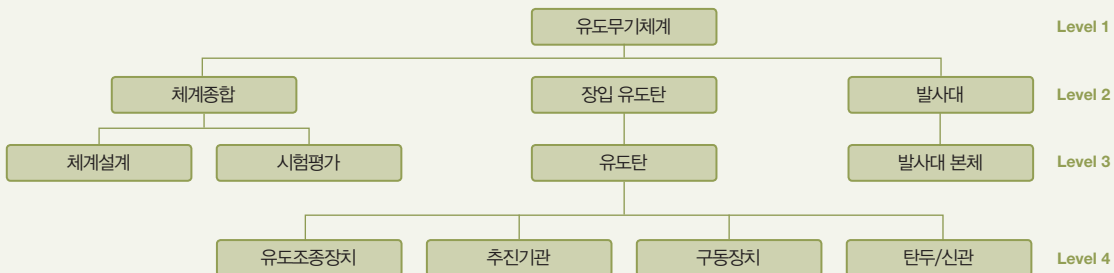 유도무기체계
Level 1
체계종합
장입 유도탄
발사대
Level 2
체계설계
시험평가
유도탄
발사대 본체
Level 3
유도조종장치
추진기관
구동장치
탄두/신관
Level 4